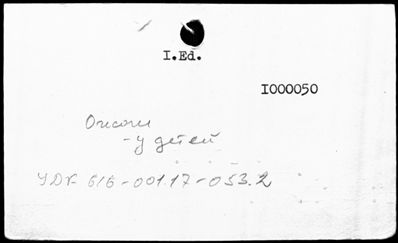 I.Ed.
I000050
Ожоги
-у детей
УДК 616-001.17-053.2